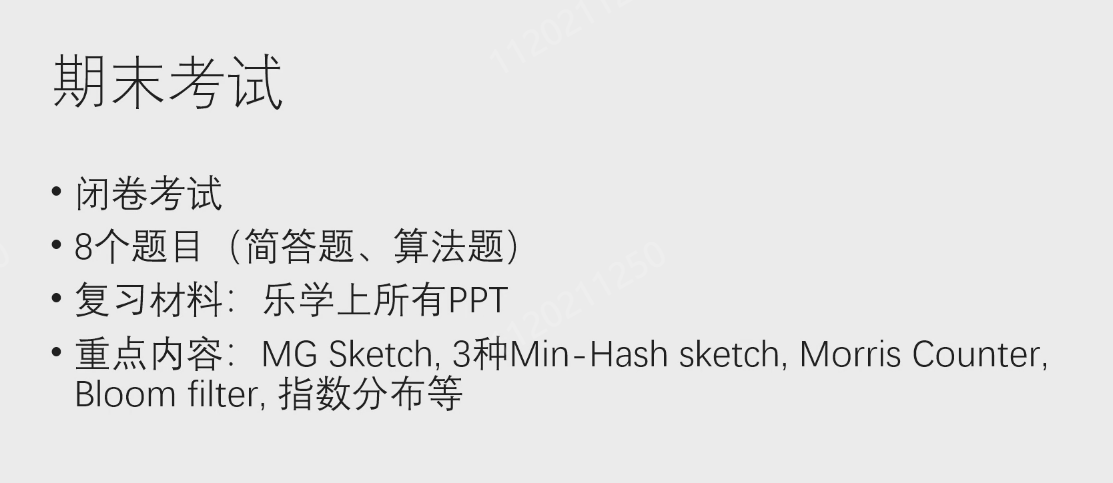 期末考试
• 闭卷考试
• 8个题目（简答题、算法题）
• 复习材料：乐学上所有PPT
• 重点内容：MG Sketch, 3种Min-Hash sketch, Morris Counter,
Bloom filter, 指数分布等
1120211250